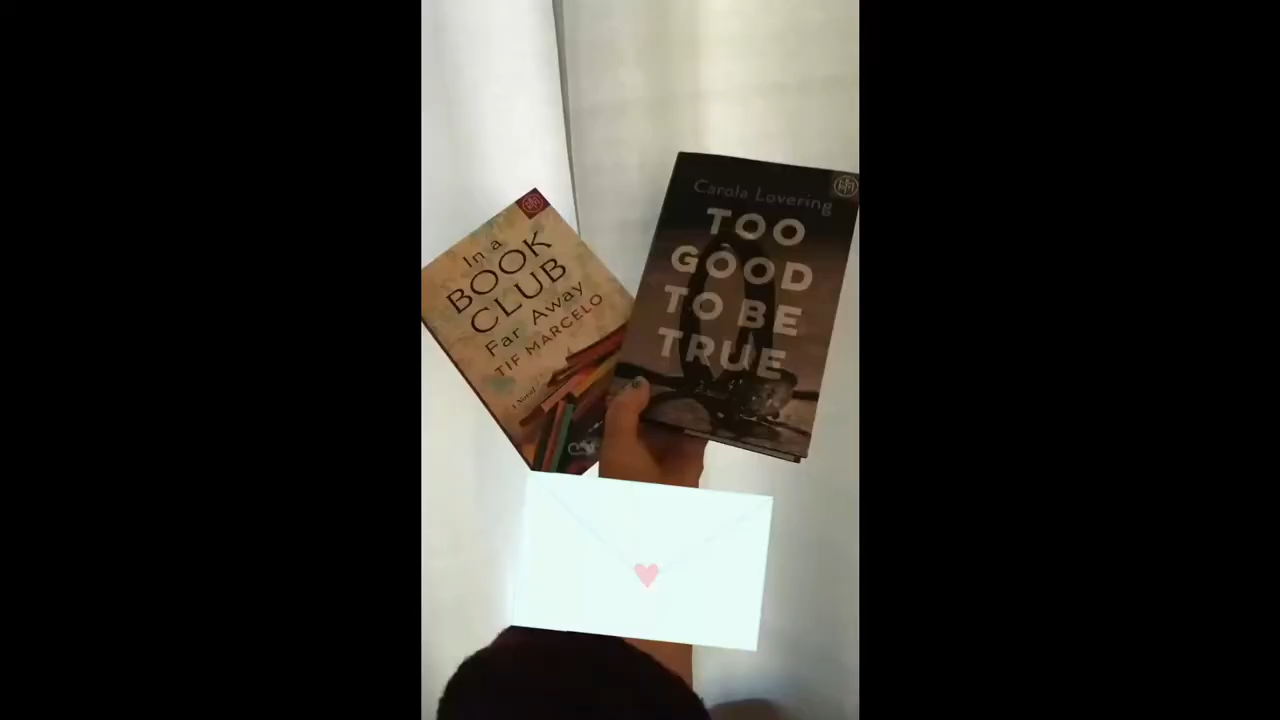 In a
BOOK
CLUB
Far Away
TIF MARCELO
a Novel
Carola Lovering
TOO
GOOD
TO BE
TRUE